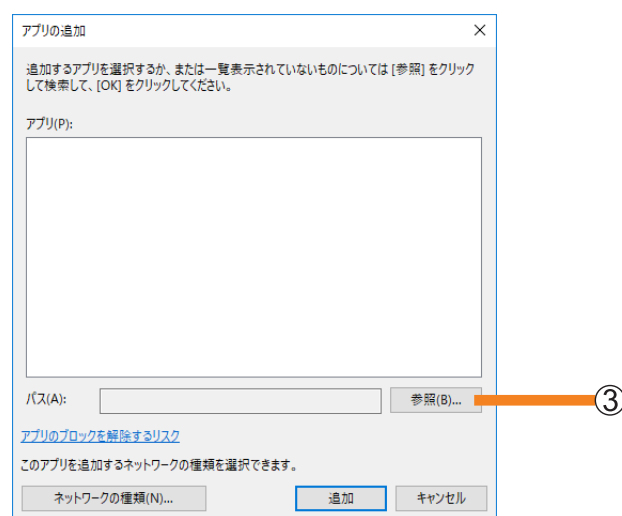 アプリの追加
追加するアプリを選択するか、または一覧表示されていないものについては [参照] をクリック
して検索して、[OK] をクリックしてください。
アプリ(P):
パス(A):
参照(B)...
③
アプリのブロックを解除するリスク
このアプリを追加するネットワークの種類を選択できます。
ネットワークの種類(N)...
追加
キャンセル